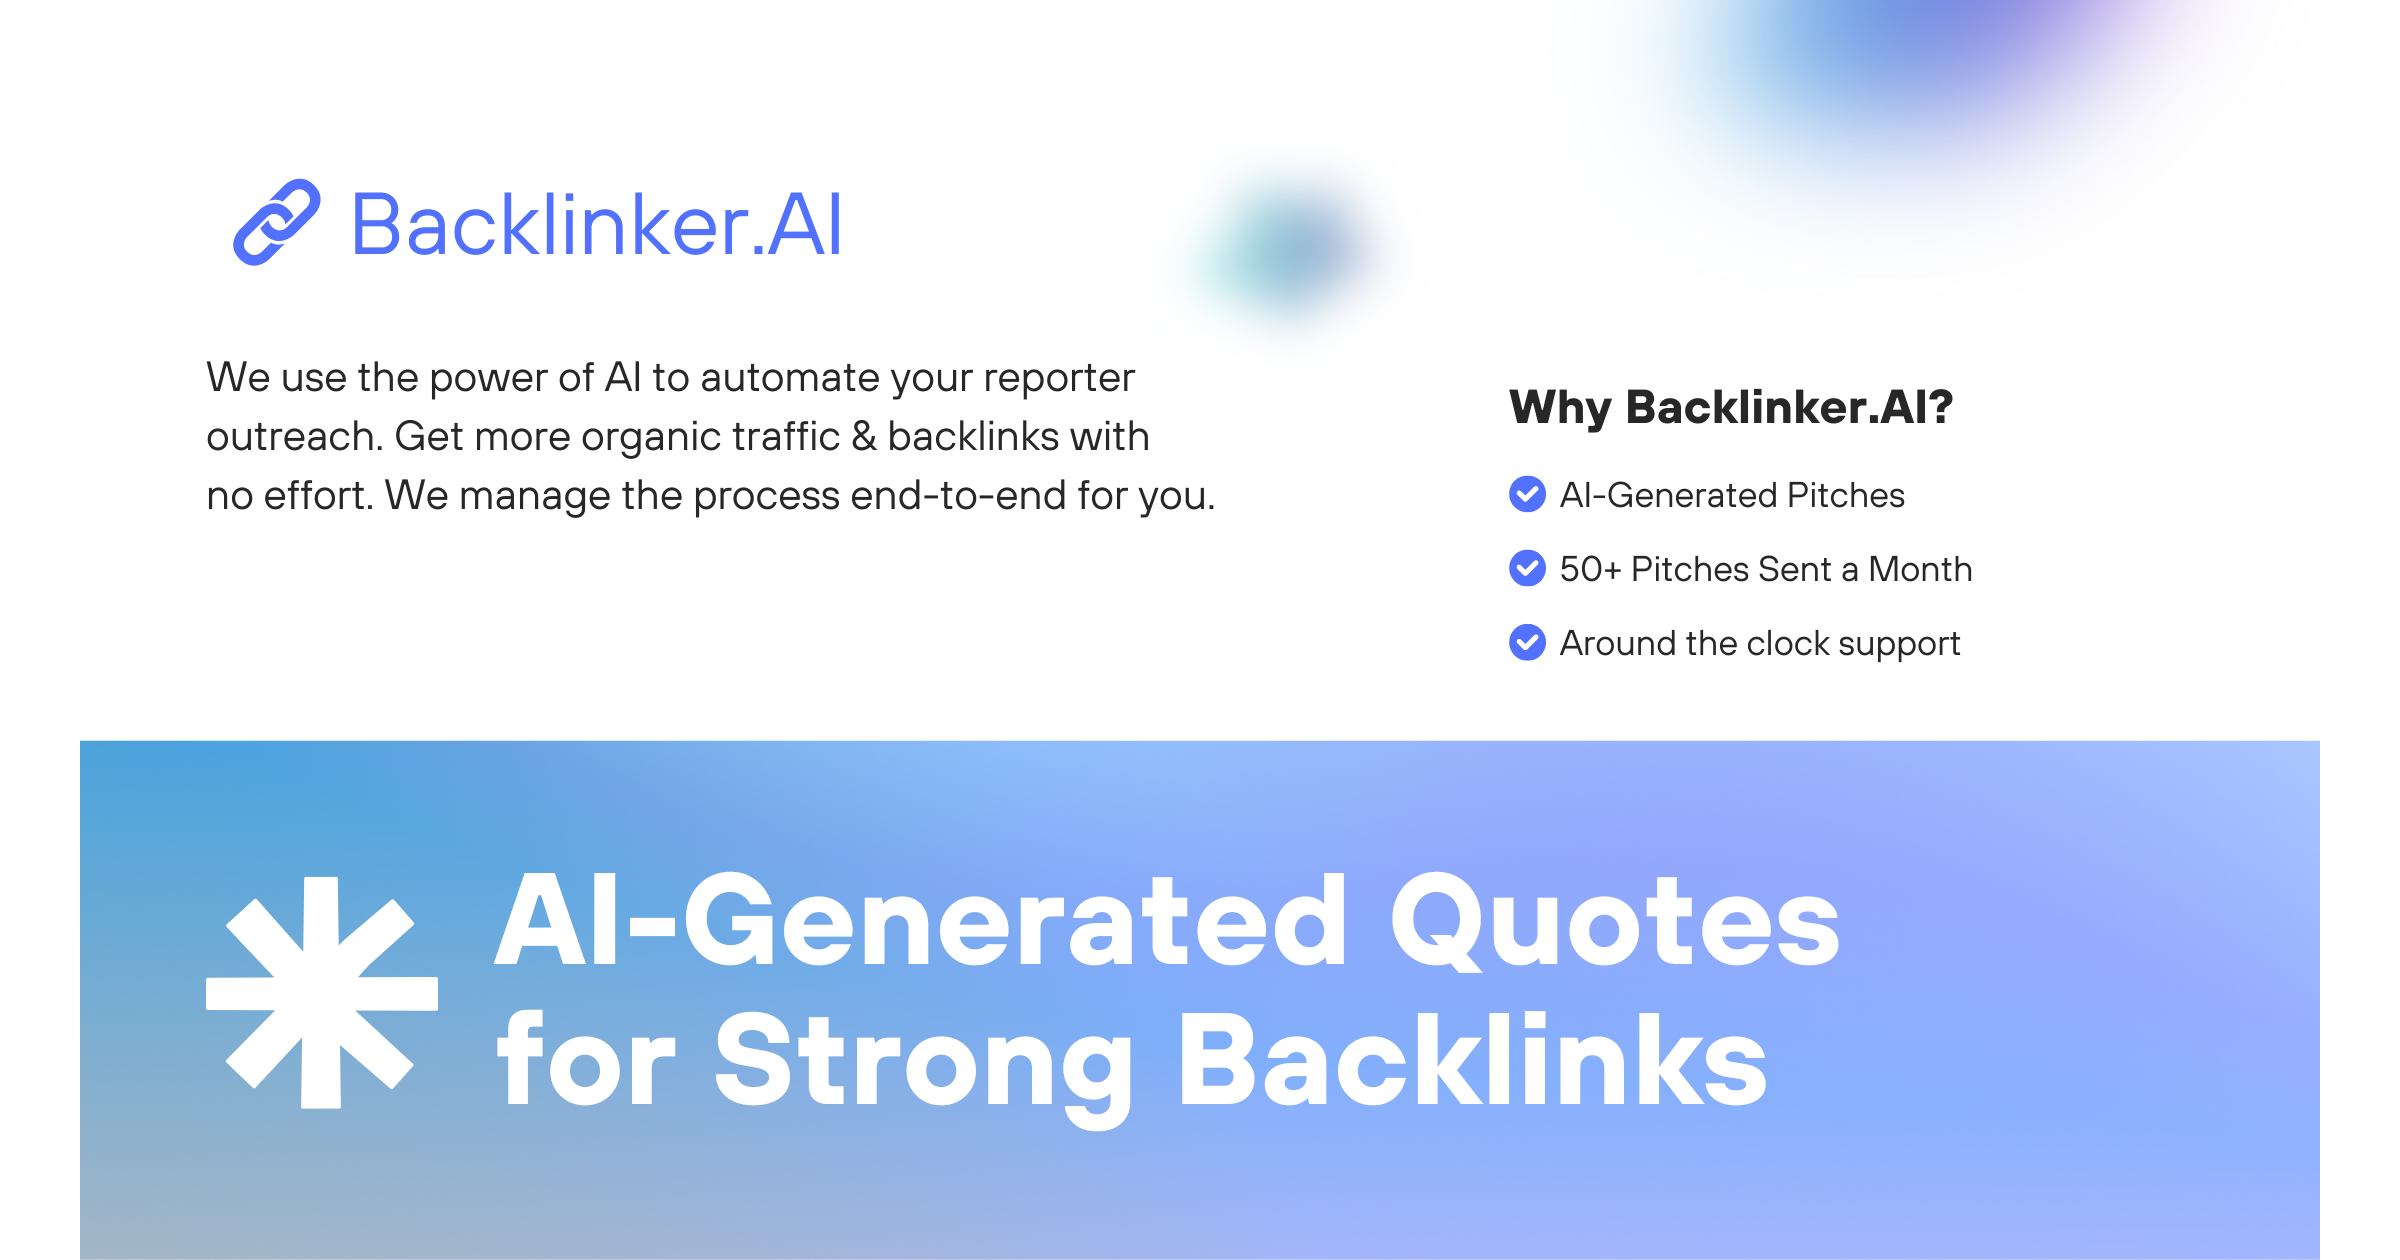 Backlinker.AI
We use the power of AI to automate your reporter
outreach. Get more organic traffic & backlinks with
no effort. We manage the process end-to-end for you.
Why Backlinker.AI?
AI-Generated Pitches
50+ Pitches Sent a Month
Around the clock support
AI-Generated Quotes
for Strong Backlinks